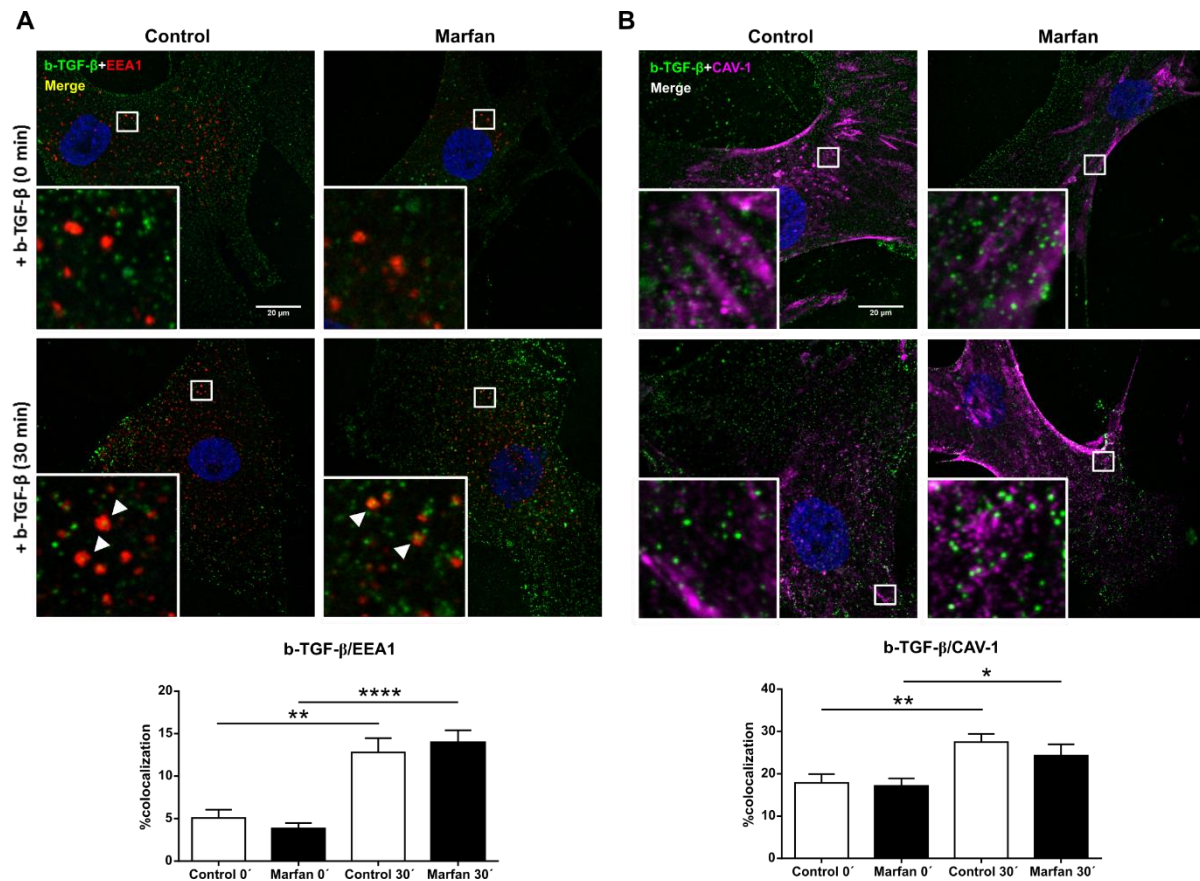 A
Control
Marfan
b-TGF-β+EEA1
Merge
+ b-TGF-β (0 min)
20 µm
+ b-TGF-β (30 min)
b-TGF-β/EEA1
%colocalization
20
15
10
5
0
**
****
Control 0´
Marfan 0´
Control 30´
Marfan 30´
B
Control
Marfan
b-TGF-β+CAV-1
Merge
20 µm
b-TGF-β/CAV-1
%colocalization
40
30
20
10
0
**
*
Control 0´
Marfan 0´
Control 30´
Marfan 30´